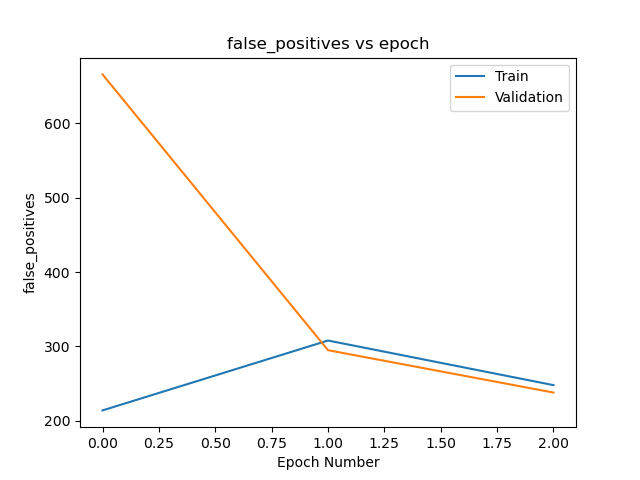 false_positives vs epoch
Train
Validation
600
500
400
300
200
false_positives
0.00 0.25 0.50 0.75 1.00 1.25 1.50 1.75 2.00
Epoch Number